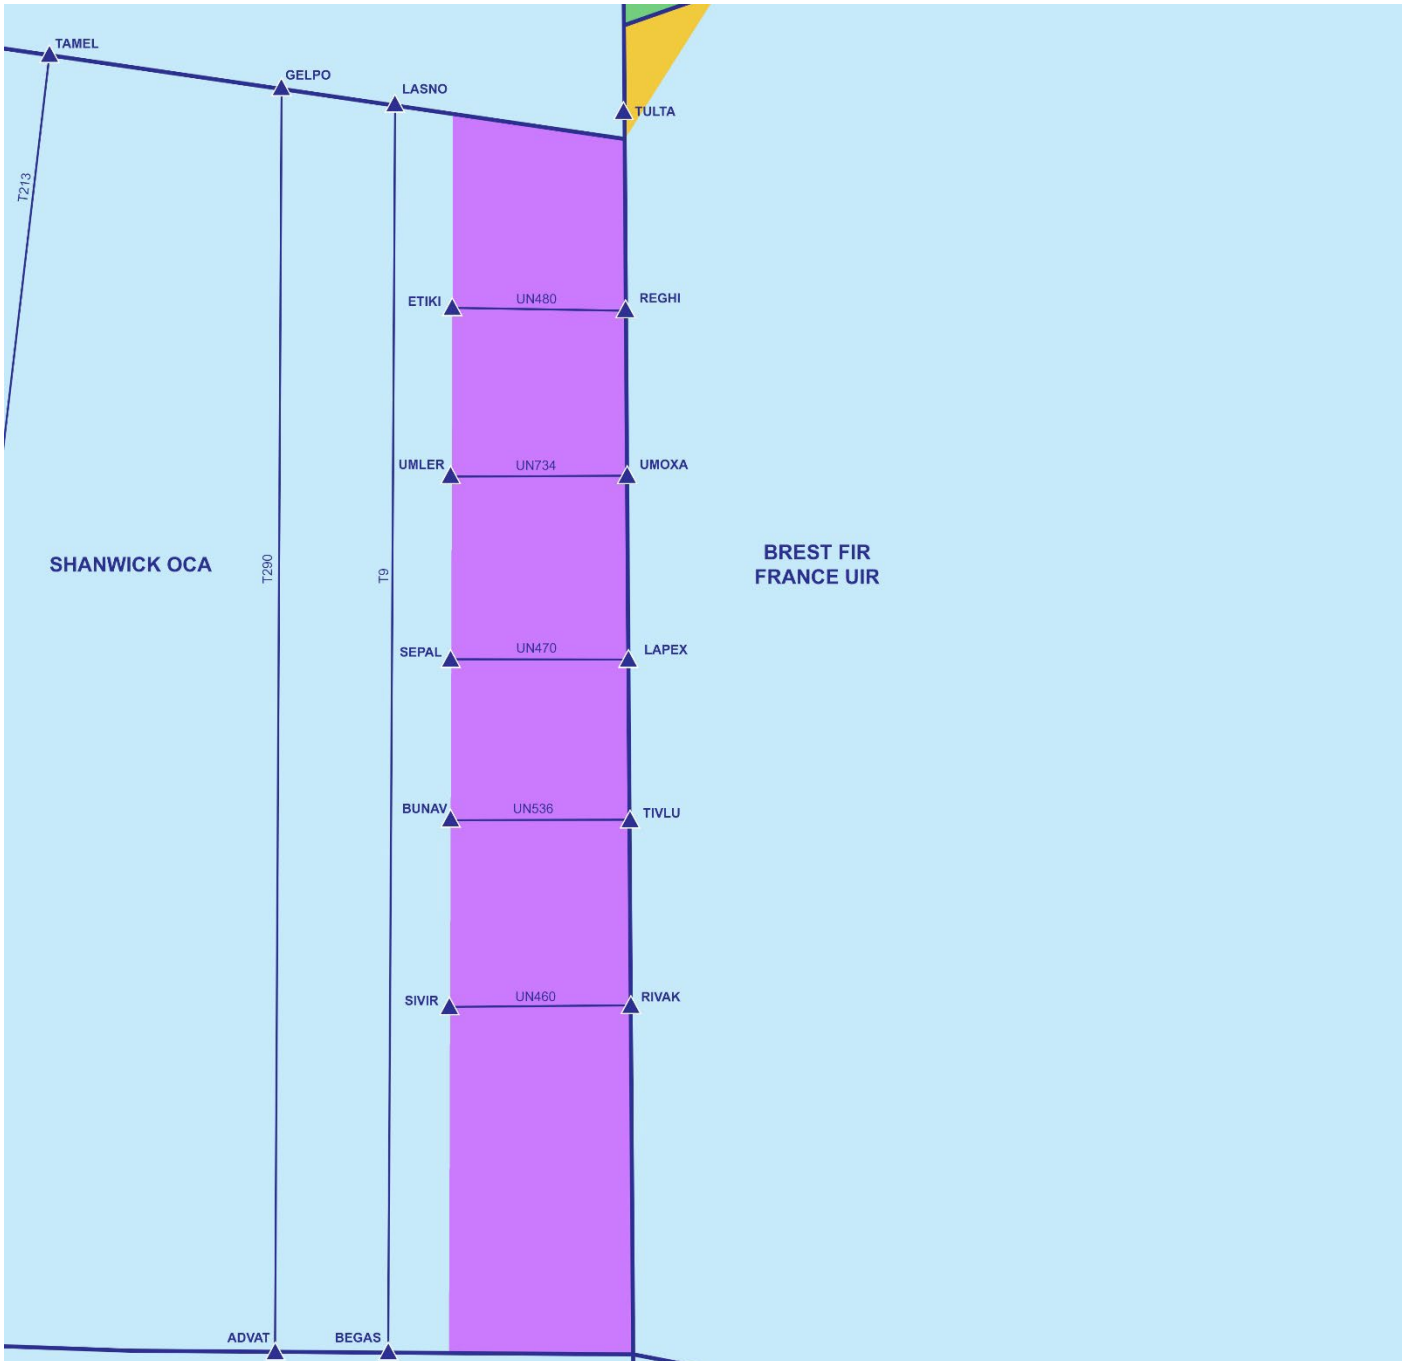 TAMEL
GELPO
LASNO
TULTA
T213
ETIKI
UN480
REGHI
UMLER
UN734
UMOXA
SHANWICK OCA
T290
T9
BREST FIR
FRANCE UIR
SEPAL
UN470
LAPEX
BUNAV
UN536
TIVLU
SIVIR
UN460
RIVAK
ADVAT
BEGAS